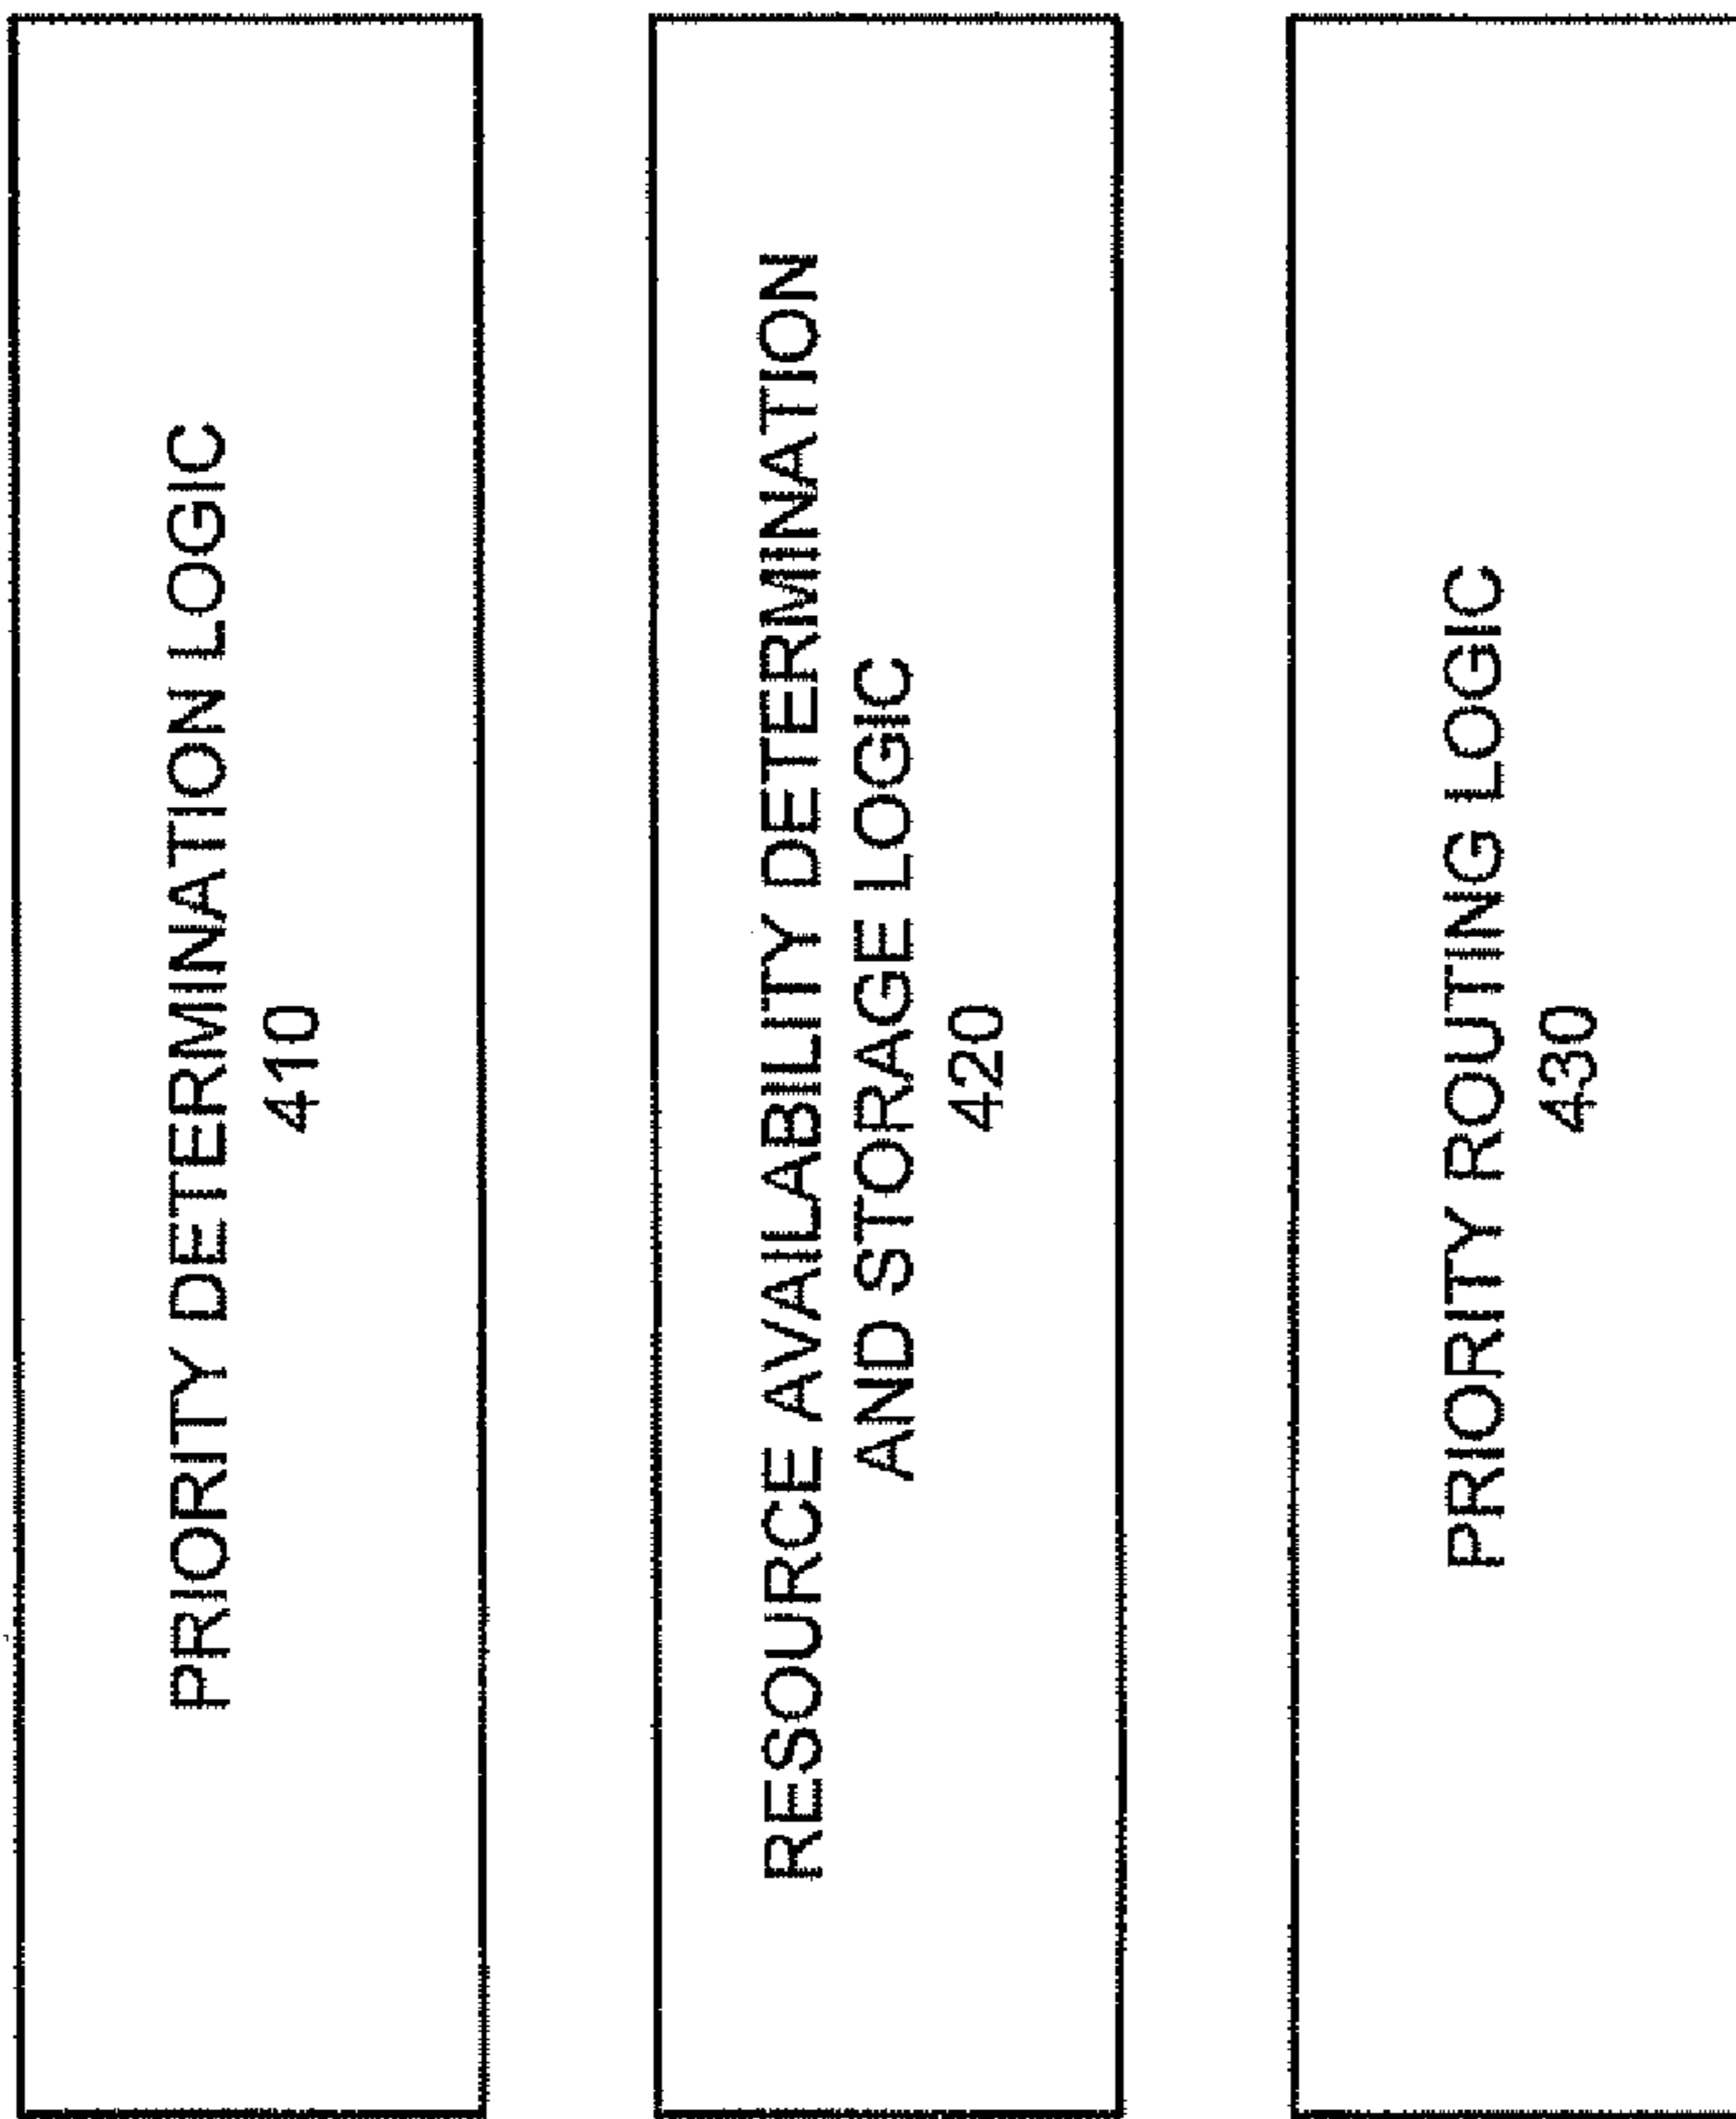 PRIORITY DETERMINATION LOGIC
410
RESOURCE AVAILABILITY DETERMINATION
AND STORAGE LOGIC
420
PRIORITY ROUTING LOGIC
430